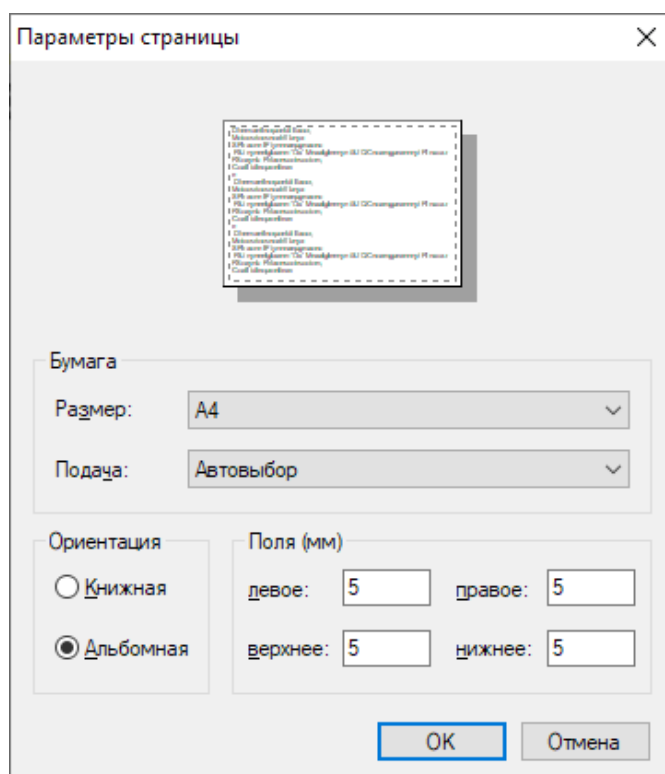 Параметры страницы
Бумага
Размер: A4
Подача: Автовыбор
Ориентация
Книжная
Альбомная
Поля (мм)
левое: 5 правое: 5
верхнее: 5 нижнее: 5
OK Отмена